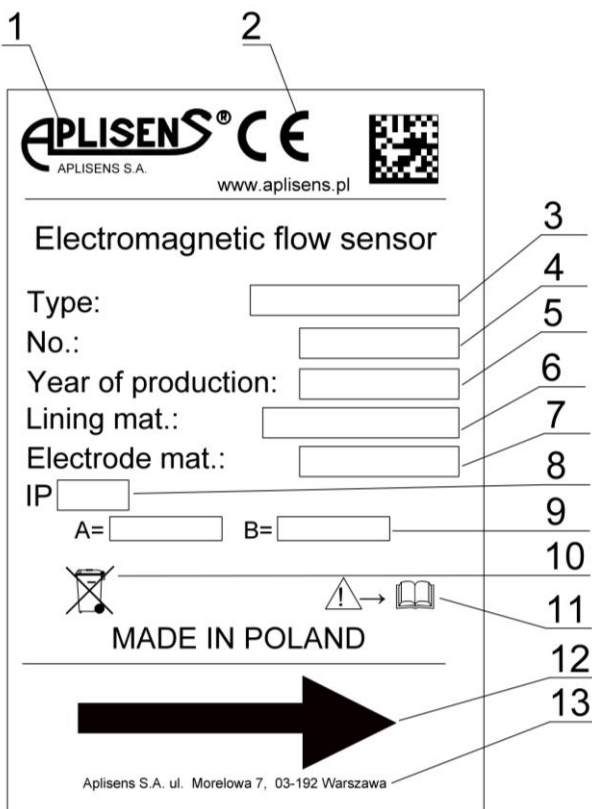 1
2
APLISENS® CE
APLISENS S.A.
www.aplisens.pl
Electromagnetic flow sensor
3
Type:
4
No.:
5
Year of production:
6
Lining mat.:
7
Electrode mat.:
8
IP
9
A= B=
10
11
MADE IN POLAND
12
13
Aplisens S.A. ul. Morelowa 7, 03-192 Warszawa